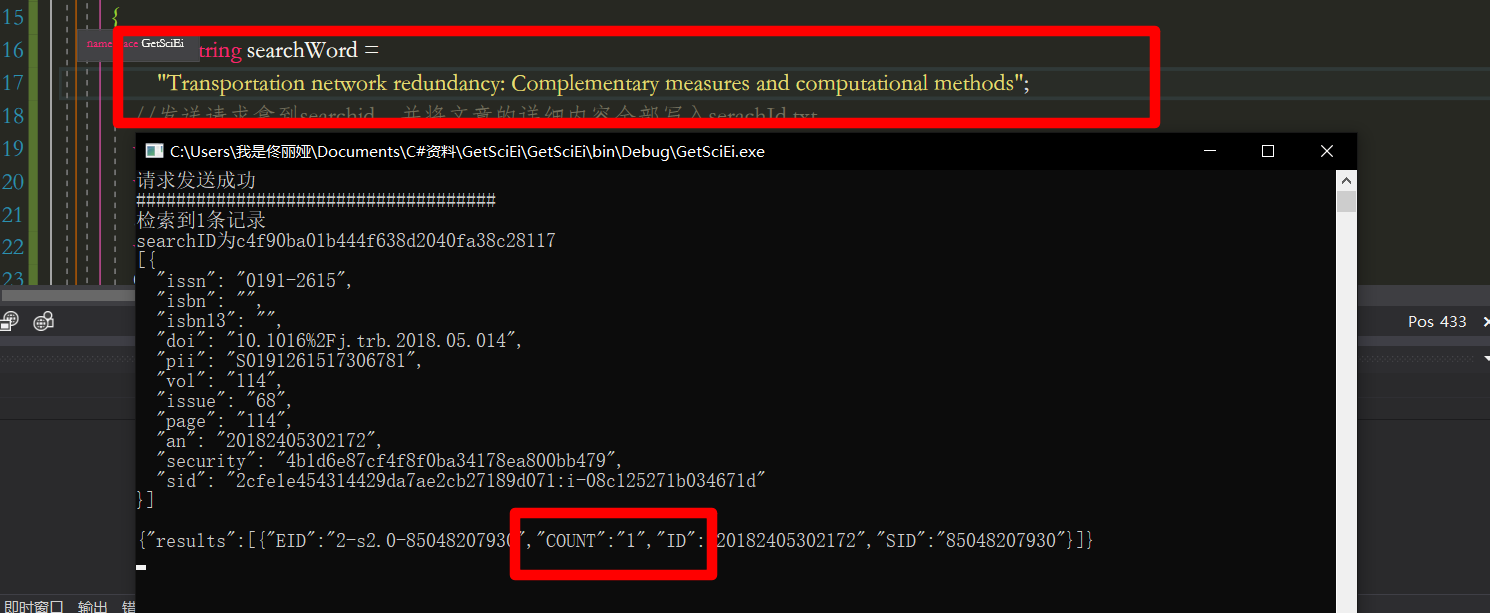 15 {
namespace GetSciEi
16 string searchWord =
17 "Transportation network redundancy: Complementary measures and computational methods";
18 //发送请求拿到searchid，并将文章的详细内容全部写入serachId.txt
19
20
21
22
23
C:\Users\我是佟丽娅\Documents\C#资料\GetSciEi\GetSciEi\bin\Debug\GetSciEi.exe
请求发送成功
####################################
检索到1条记录
searchID为c4f90ba01b444f638d2040fa38c28117
[{
"issn": "0191-2615",
"isbn": "",
"isbn13": "",
"doi": "10.1016%2Fj.trb.2018.05.014",
"pii": "S0191261517306781",
"vol": "114",
"issue": "68",
"page": "114",
"an": "20182405302172",
"security": "4b1d6e87cf4f8f0ba34178ea800bb479",
"sid": "2cfe1e454314429da7ae2cb27189d071:i-08c125271b034671d"
}]
{"results":[{"EID":"2-s2.0-85048207930","COUNT":"1","ID":"20182405302172","SID":"85048207930"}]}
Pos 433
即时窗口 输出